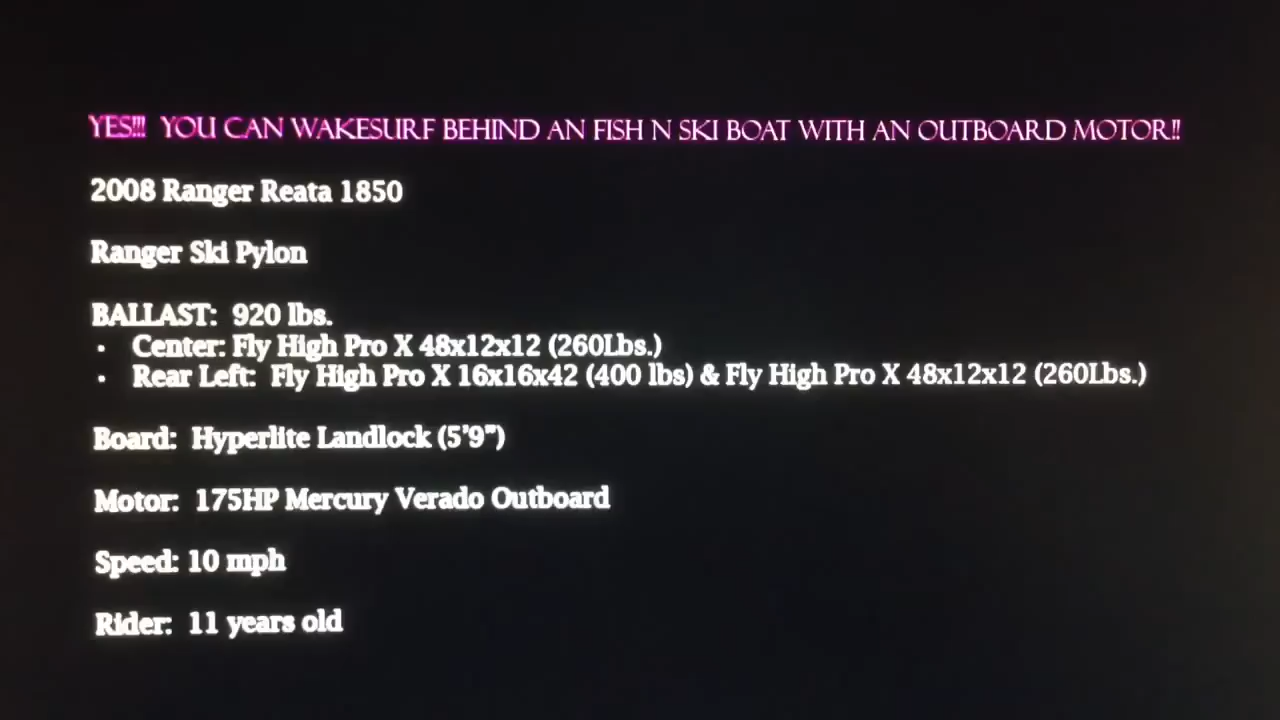 YES!!! YOU CAN WAKESURF BEHIND AN FISH N SKI BOAT WITH AN OUTBOARD MOTOR!!
2008 Ranger Reata 1850
Ranger Ski Pylon
BALLAST: 920 lbs.
• Center: Fly High Pro X 48x12x12 (260Lbs.)
• Rear Left: Fly High Pro X 16x16x42 (400 lbs) & Fly High Pro X 48x12x12 (260Lbs.)
Board: Hyperlite Landlock (5'9")
Motor: 175HP Mercury Verado Outboard
Speed: 10 mph
Rider: 11 years old